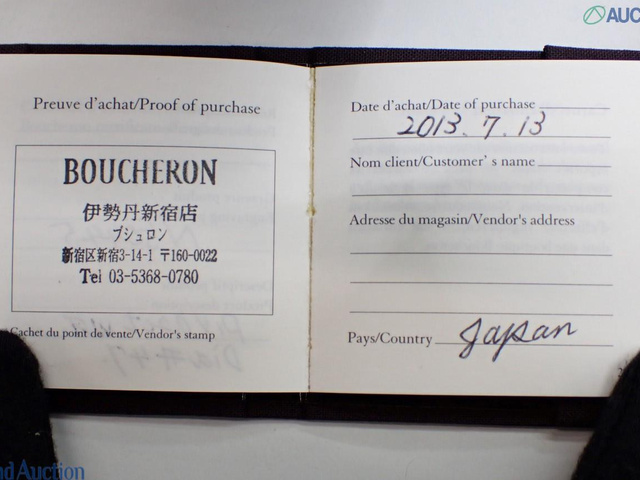 AUC
Preuve d'achat/Proof of purchase
BOUCHERON
伊勢丹新宿店
ブシュロン
新宿区新宿3-14-1 〒160-0022
Tel 03-5368-0780
Cachet du point de vente/Vendor's stamp
Date d'achat/Date of purchase
2013. 7. 13
Nom client/Customer' s name
Adresse du magasin/Vendor's address
Pays/Country Japan
nd Auction